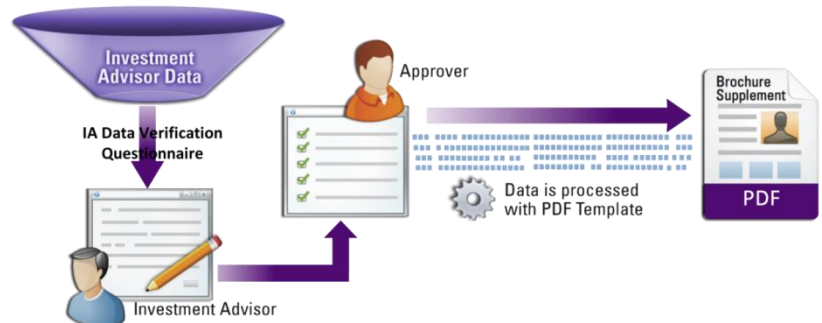 Investment
Advisor Data
IA Data Verification
Questionnaire
Investment Advisor
Approver
Data is processed
with PDF Template
Brochure
Supplement
PDF